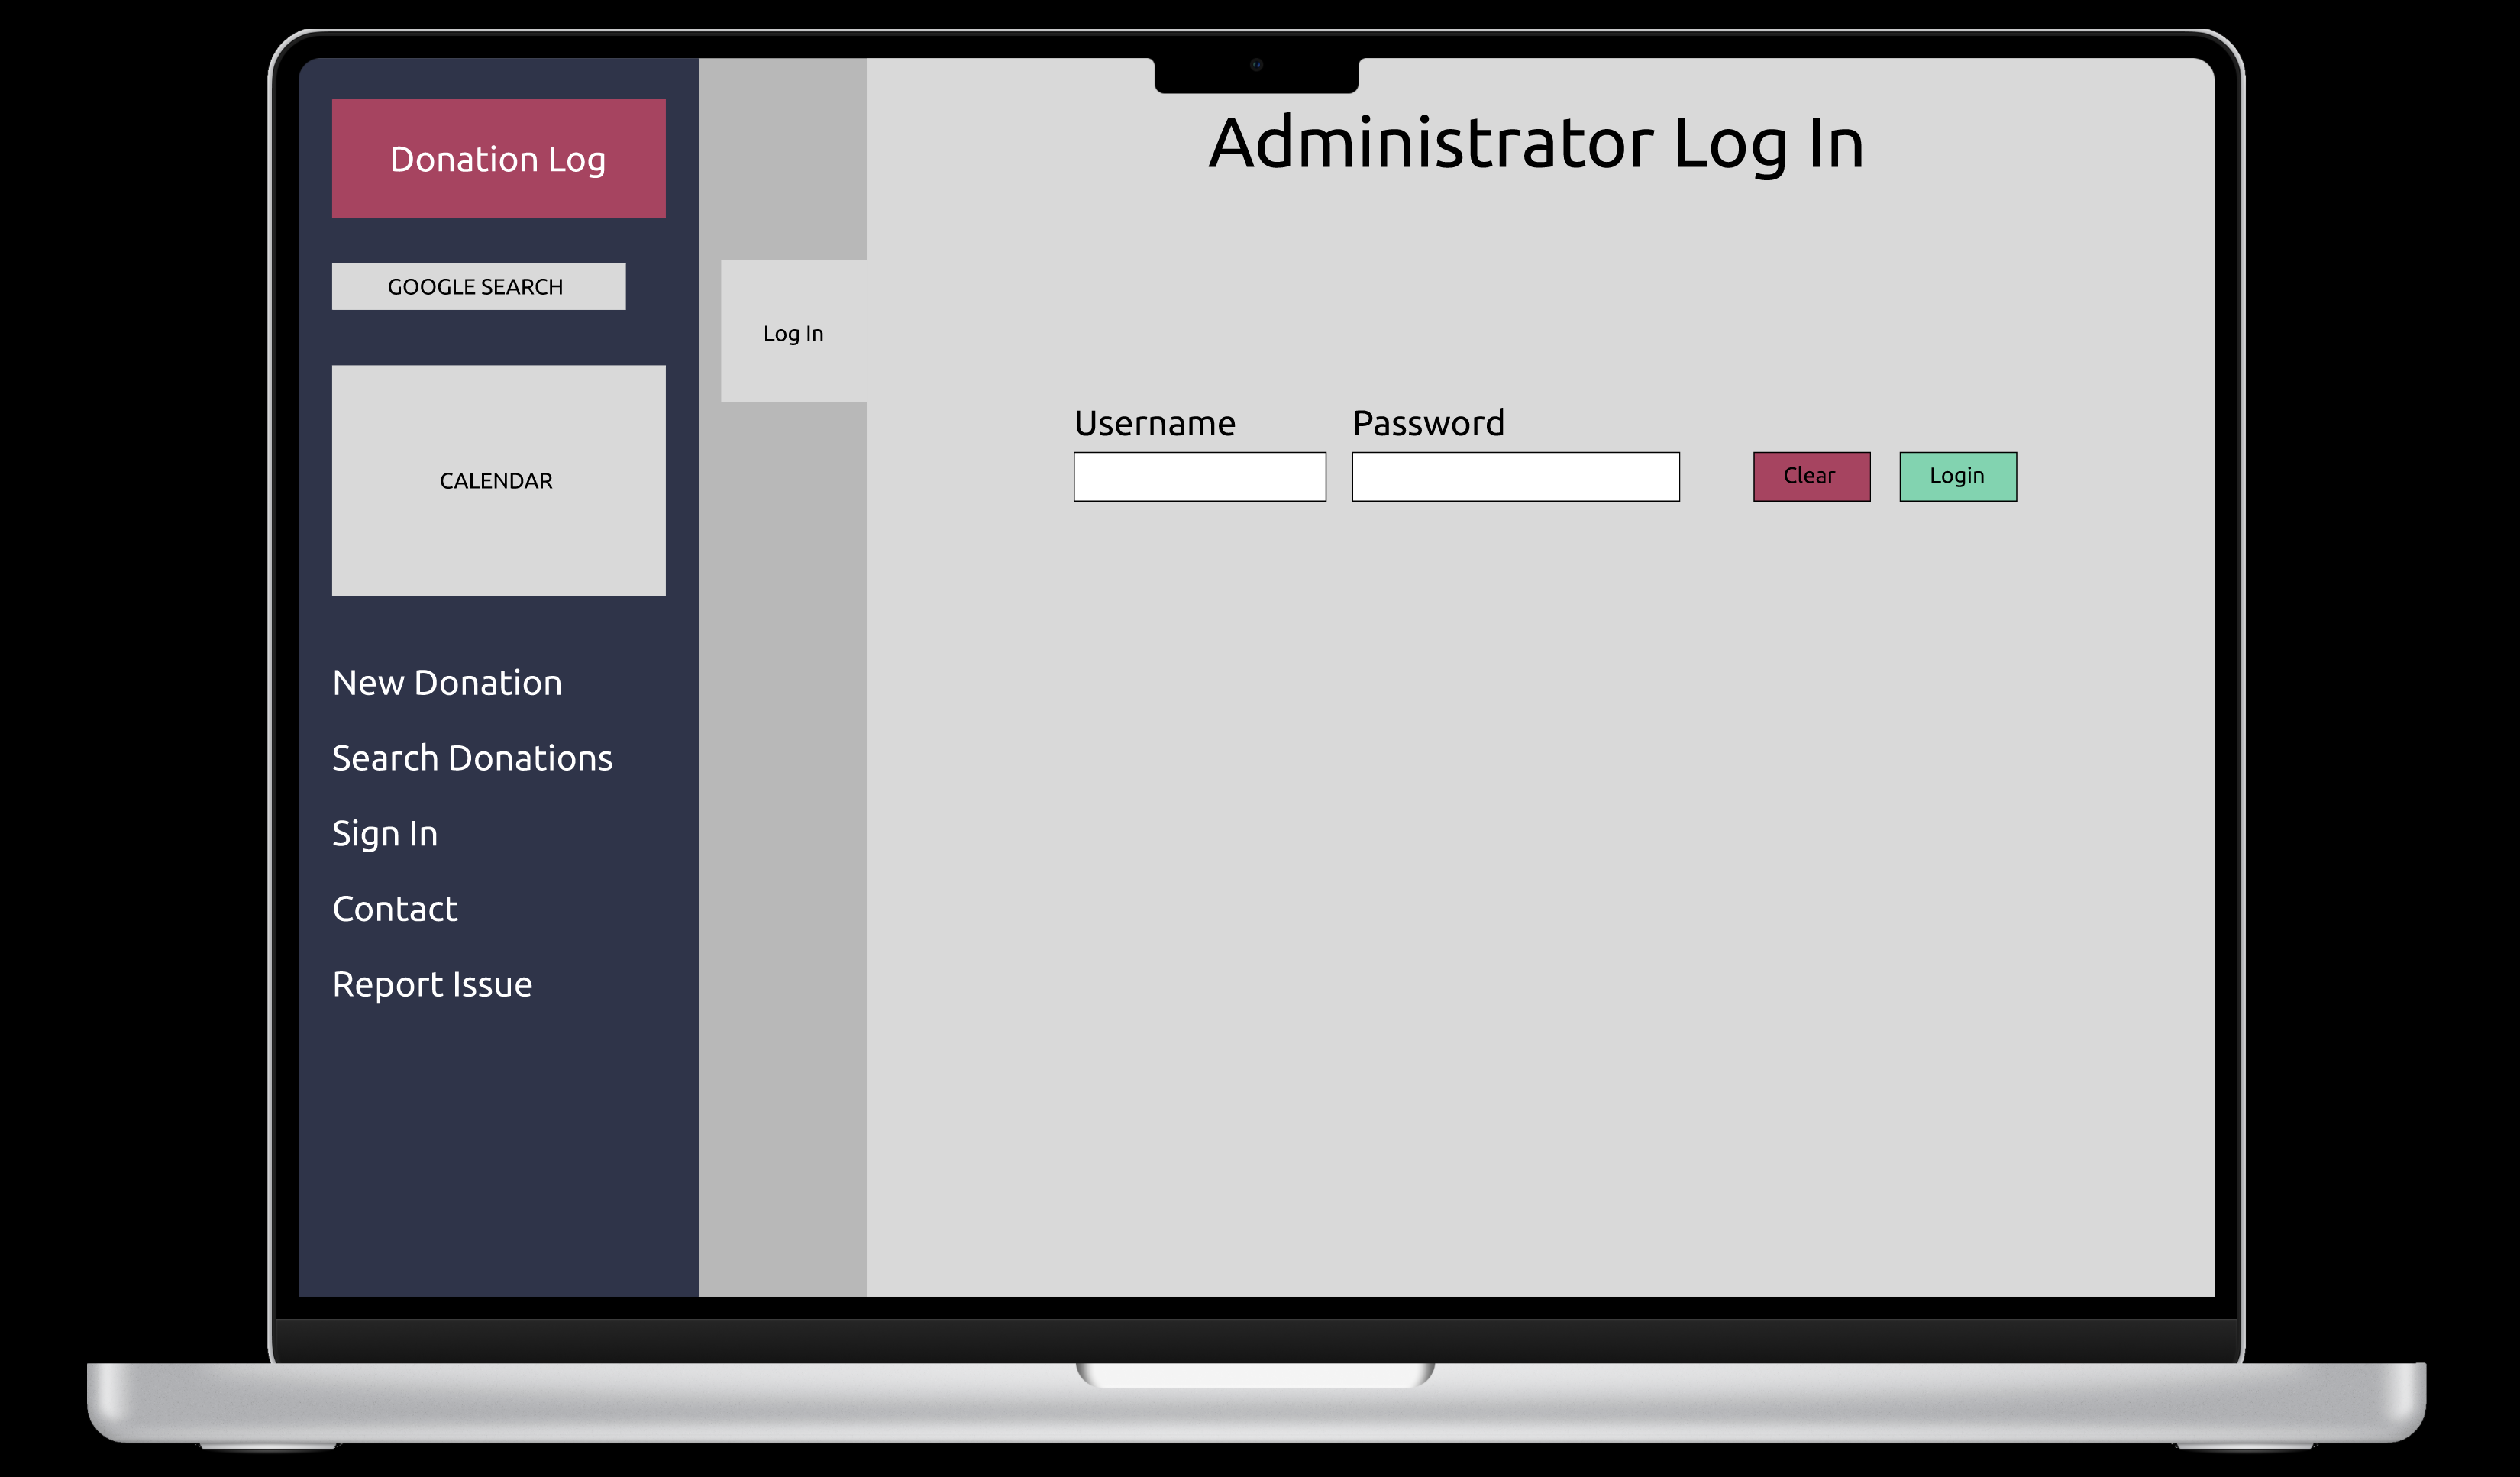 Donation Log
GOOGLE SEARCH
CALENDAR
New Donation
Search Donations
Sign In
Contact
Report Issue
Log In
Administrator Log In
Username
Password
Clear
Login